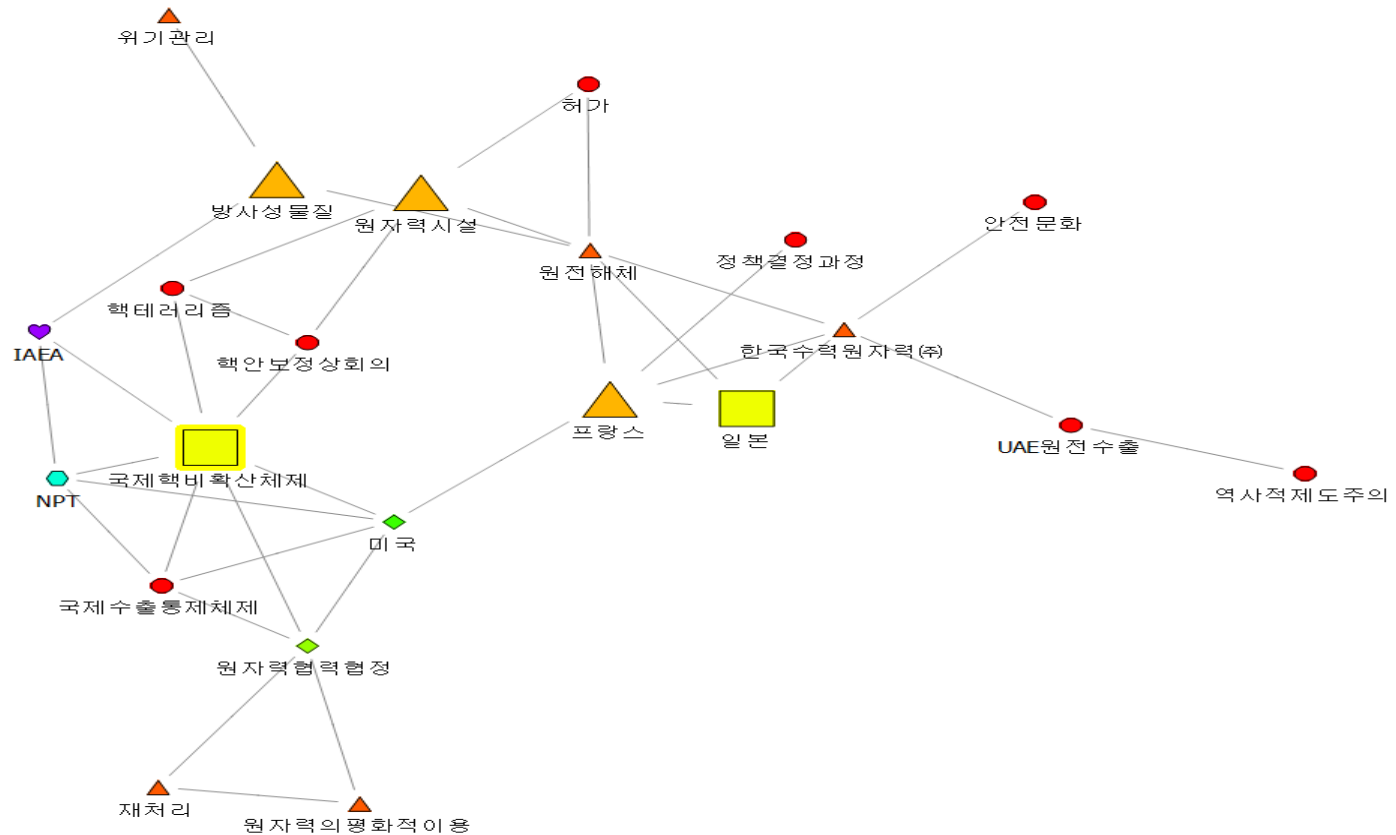 위기관리
허가
방사성물질
원자력시설
안전문화
정책결정과정
원전해체
핵테러리즘
IAEA
핵안보정상회의
한국수력원자력㈜
프랑스
일본
UAE원전수출
국제핵비확산체제
NPT
역사적제도주의
미국
국제수출통제체제
원자력협력협정
재처리
원자력의평화적이용